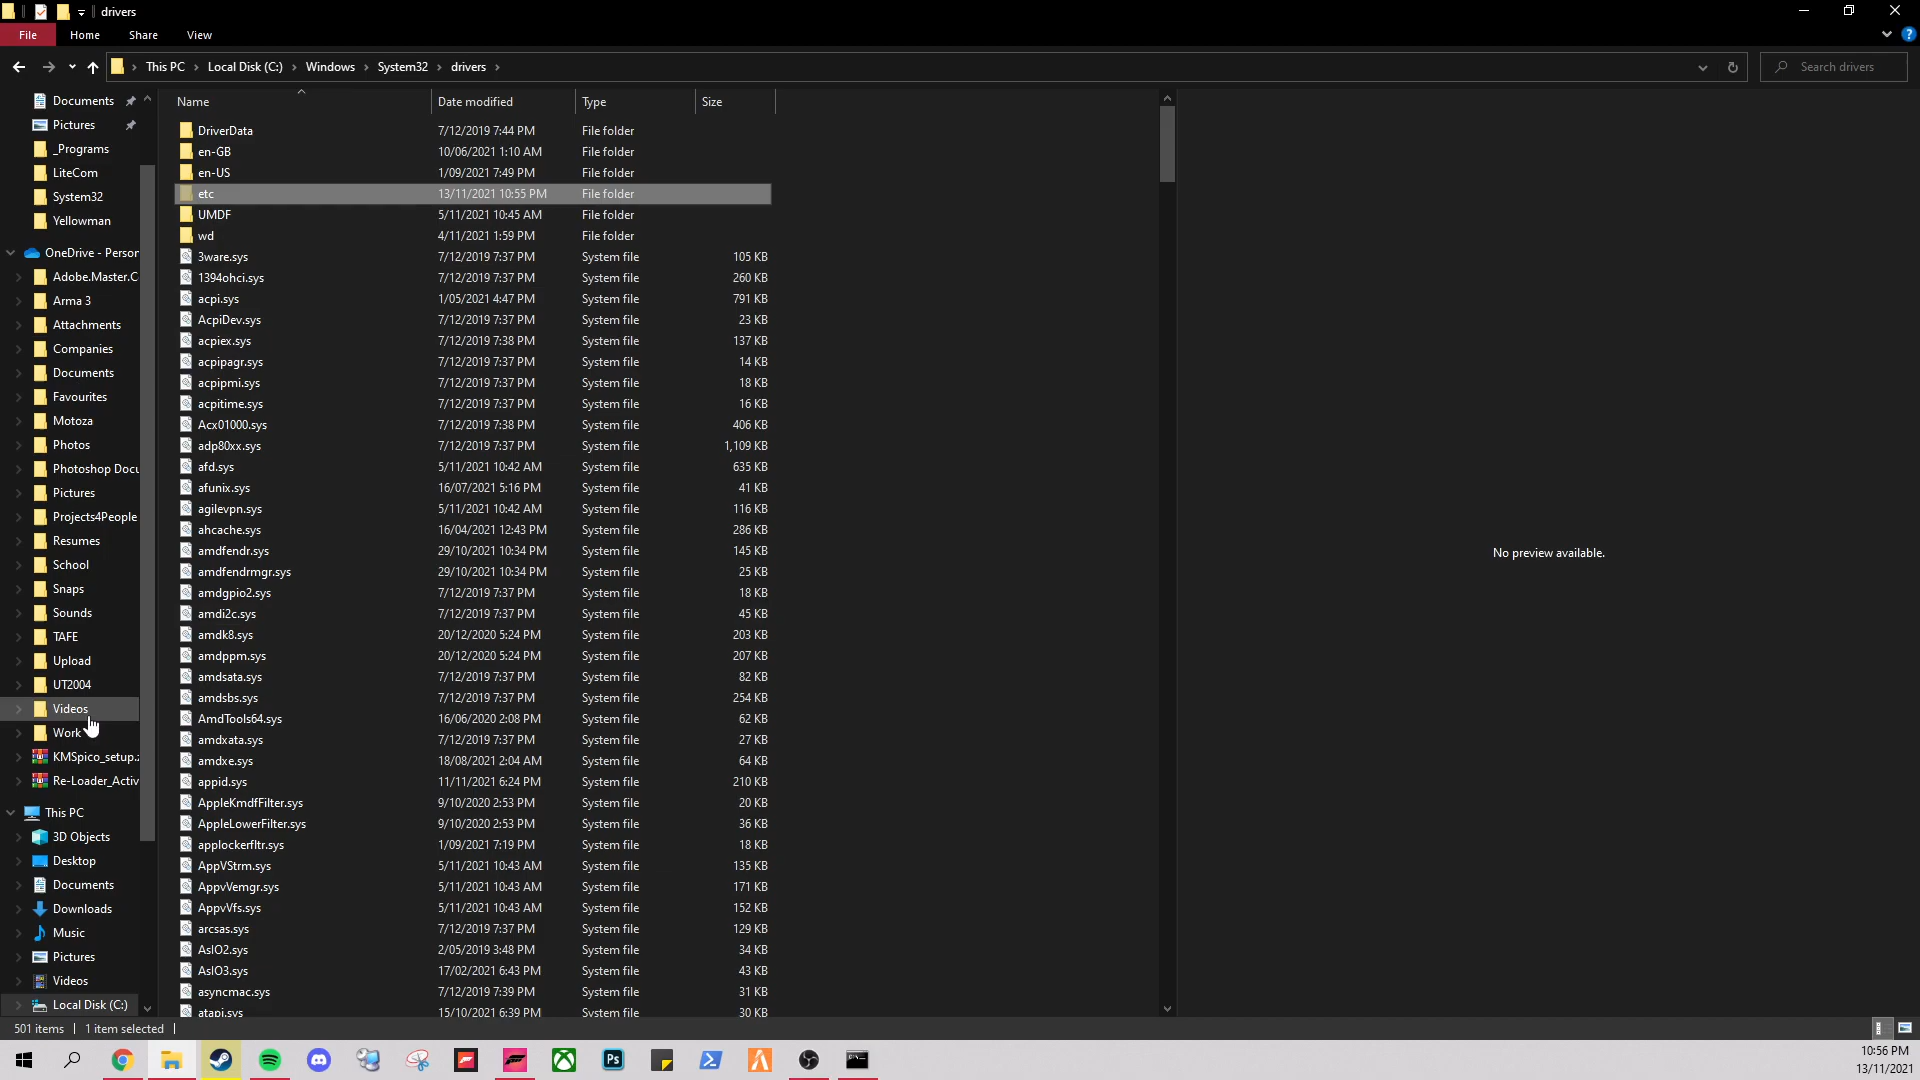 drivers
File Home Share View
This PC Local Disk (C:) Windows System32 drivers
Search drivers
Documents
Pictures
_Programs
LiteCom
System32
Yellowman
OneDrive - Person
Adobe.Master.C
Arma 3
Attachments
Companies
Documents
Favourites
Motoza
Photos
Photoshop Docu
Pictures
Projects4People
Resumes
School
Snaps
Sounds
TAFE
Upload
UT2004
Videos
Work
KMSpico_setup.z
Re-Loader_Activ
This PC
3D Objects
Desktop
Documents
Downloads
Music
Pictures
Videos
Local Disk (C:)
Name Date modified Type Size
DriverData 7/12/2019 7:44 PM File folder
en-GB 10/06/2021 1:10 AM File folder
en-US 1/09/2021 7:49 PM File folder
etc 13/11/2021 10:55 PM File folder
UMDF 5/11/2021 10:45 AM File folder
wd 4/11/2021 1:59 PM File folder
3ware.sys 7/12/2019 7:37 PM System file 105 KB
1394ohci.sys 7/12/2019 7:37 PM System file 260 KB
acpi.sys 1/05/2021 4:47 PM System file 791 KB
AcpiDev.sys 7/12/2019 7:37 PM System file 23 KB
acpiex.sys 7/12/2019 7:38 PM System file 137 KB
acpipagr.sys 7/12/2019 7:37 PM System file 14 KB
acpipmi.sys 7/12/2019 7:37 PM System file 18 KB
acpitime.sys 7/12/2019 7:37 PM System file 16 KB
Acx01000.sys 7/12/2019 7:38 PM System file 406 KB
adp80xx.sys 7/12/2019 7:37 PM System file 1,109 KB
afd.sys 5/11/2021 10:42 AM System file 635 KB
afunix.sys 16/07/2021 5:16 PM System file 41 KB
agilevpn.sys 5/11/2021 10:42 AM System file 116 KB
ahcache.sys 16/04/2021 12:43 PM System file 286 KB
amdfendr.sys 29/10/2021 10:34 PM System file 145 KB
amdfendrmgr.sys 29/10/2021 10:34 PM System file 25 KB
amdgpio2.sys 7/12/2019 7:37 PM System file 18 KB
amdi2c.sys 7/12/2019 7:37 PM System file 45 KB
amdk8.sys 20/12/2020 5:24 PM System file 203 KB
amdppm.sys 20/12/2020 5:24 PM System file 207 KB
amdsata.sys 7/12/2019 7:37 PM System file 82 KB
amdsbs.sys 7/12/2019 7:37 PM System file 254 KB
AmdTools64.sys 16/06/2020 2:08 PM System file 62 KB
amdxata.sys 7/12/2019 7:37 PM System file 27 KB
amdxe.sys 18/08/2021 2:04 AM System file 64 KB
appid.sys 11/11/2021 6:24 PM System file 210 KB
AppleKmdfFilter.sys 9/10/2020 2:53 PM System file 20 KB
AppleLowerFilter.sys 9/10/2020 2:53 PM System file 36 KB
applockerfltr.sys 1/09/2021 7:19 PM System file 18 KB
AppVStrm.sys 5/11/2021 10:43 AM System file 135 KB
AppvVemgr.sys 5/11/2021 10:43 AM System file 171 KB
AppvVfs.sys 5/11/2021 10:43 AM System file 152 KB
arcsas.sys 7/12/2019 7:37 PM System file 129 KB
AsIO2.sys 2/05/2019 3:48 PM System file 34 KB
AsIO3.sys 17/02/2021 6:43 PM System file 43 KB
asyncmac.sys 7/12/2019 7:39 PM System file 31 KB
atapi.sys 15/10/2021 6:39 PM System file 30 KB
No preview available.
501 items 1 item selected
Ps
10:56 PM
13/11/2021